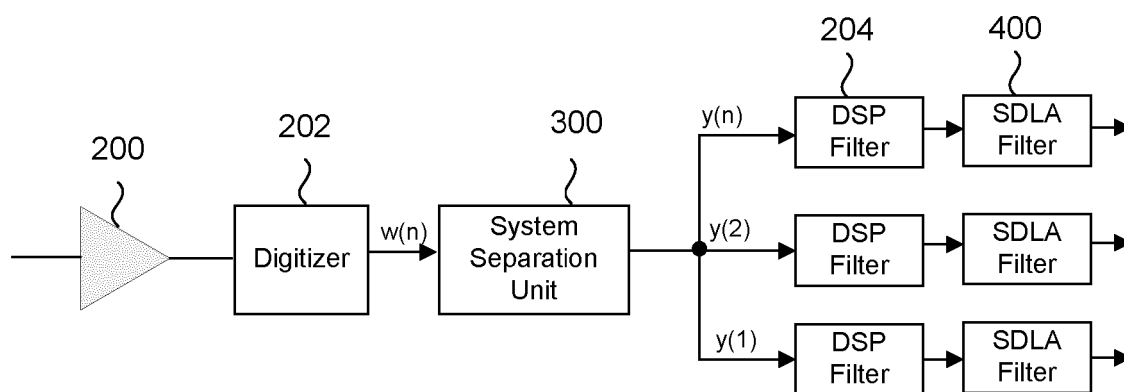 200
202
300
204
400
Digitizer
w(n)
System
Separation
Unit
y(n)
DSP
Filter
SDLA
Filter
y(2)
DSP
Filter
SDLA
Filter
y(1)
DSP
Filter
SDLA
Filter